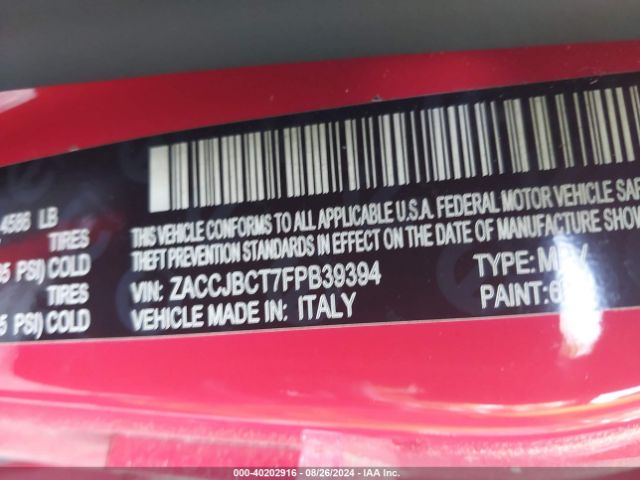 4586 LB
TIRES
PSI) COLD
TIRES
PSI) COLD
THIS VEHICLE CONFORMS TO ALL APPLICABLE U.S.A. FEDERAL MOTOR VEHICLE
THEFT PREVENTION STANDARDS IN EFFECT ON THE DATE OF MANUFACTURE
VIN: ZACCJBCT7FPB39394
TYPE:
VEHICLE MADE IN: ITALY
PAINT:
000-40202916 - 08/26/2024 - IAA Inc.